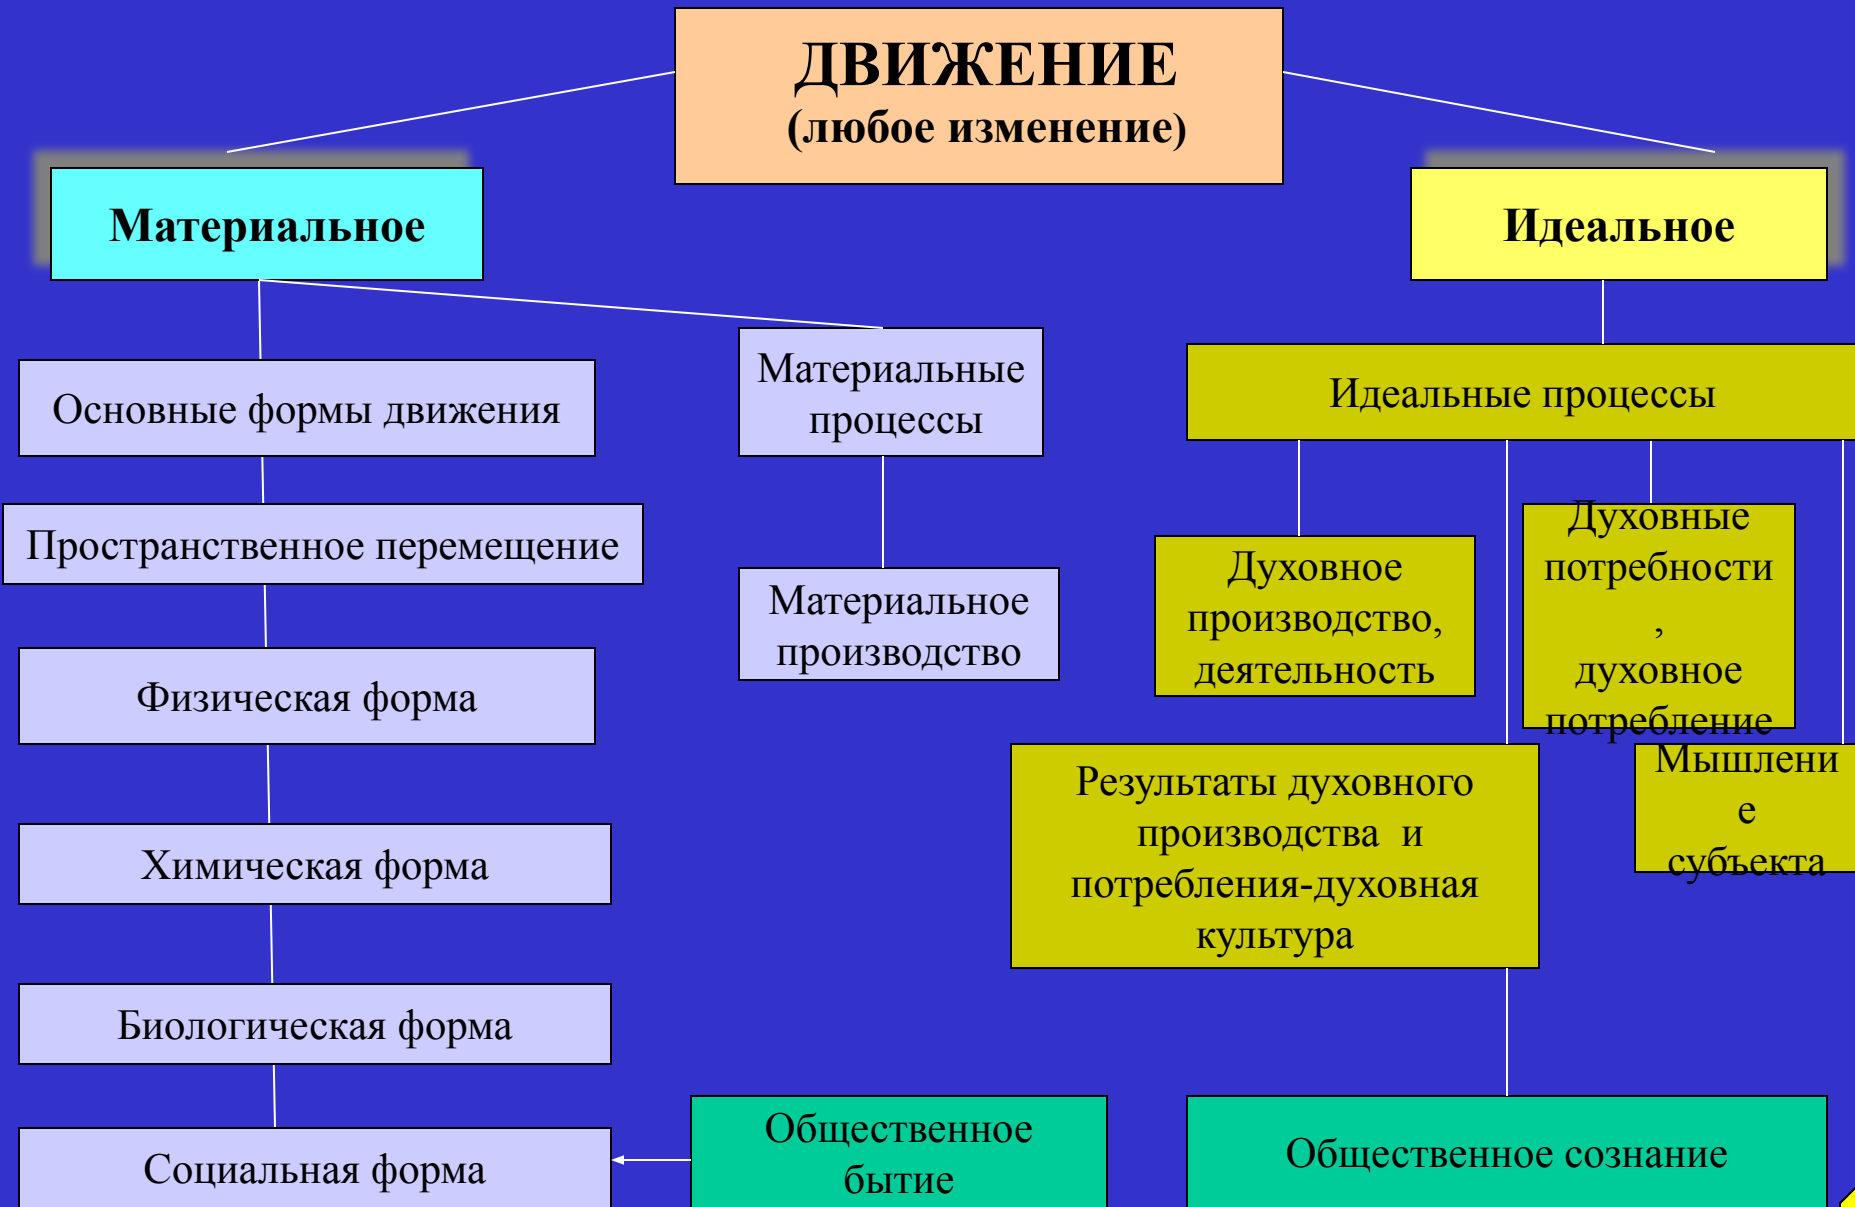 ДВИЖЕНИЕ
(любое изменение)
Материальное
Идеальное
Материальные
процессы
Идеальные процессы
Основные формы движения
Пространственное перемещение
Духовные
потребности
,
духовное
потребление
Духовное
производство,
деятельность
Материальное
производство
Физическая форма
Мышлени
е
субъекта
Результаты духовного
производства  и
потребления-духовная
культура
Химическая форма
Биологическая форма
Общественное
бытие
Общественное сознание
Социальная форма